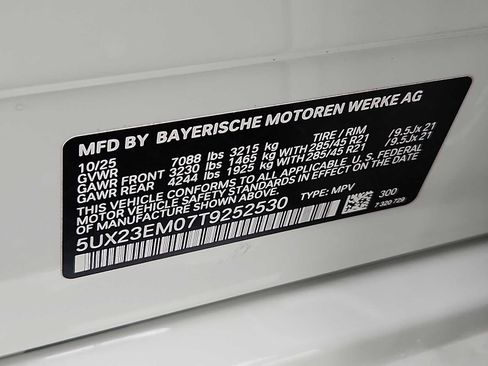 MFD BY BAYERISCHE MOTOREN WERKE AG
10/25 TIRE / RIM
GVWR 7088 lbs 3215 kg
GAWR FRONT 3230 lbs 1465 kg WITH 285/45 R21 / 9.5Jx 21
GAWR REAR 4244 lbs 1925 kg WITH 285/45 R21 / 9.5Jx 21
THIS VEHICLE CONFORMS TO ALL APPLICABLE U. S. FEDERAL
MOTOR VEHICLE SAFETY STANDARDS IN EFFECT ON THE DATE
OF MANUFACTURE SHOWN ABOVE.
5UX23EM07T9252530 TYPE: MPV
300
T 320 729